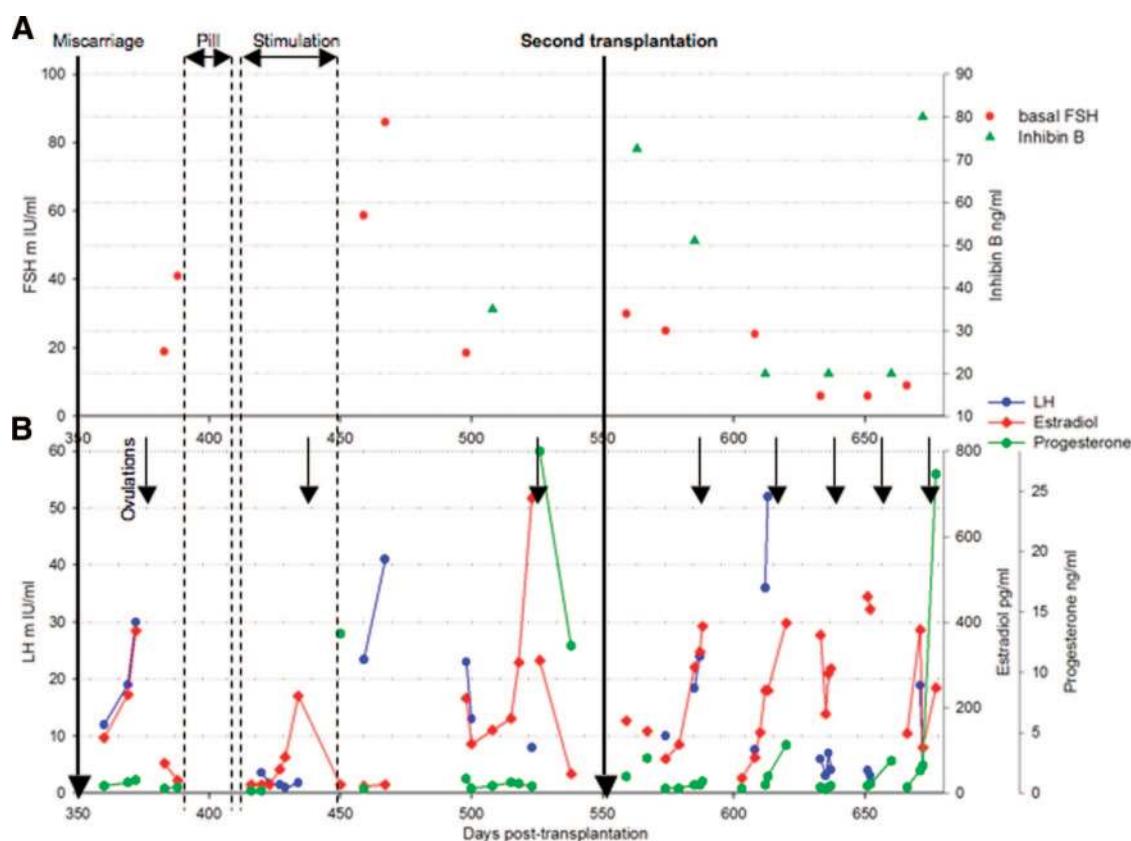 A
Miscarriage Pill Stimulation Second transplantation
100 90
80 80
60 70
40 60
20 50
0 40
30
20
10
FSH m IU/ml
Inhibin B ng/ml
basal FSH
Inhibin B
350 400 450 500 550 600 650
B
LH
Estradiol
Progesterone
Ovulations
60 800
50 600
40 400
30 200
20 0
10
0
25
20
15
10
5
0
LH m IU/ml
Estradiol pg/ml
Progesterone ng/ml
350 400 450 500 550 600 650
Days post-transplantation